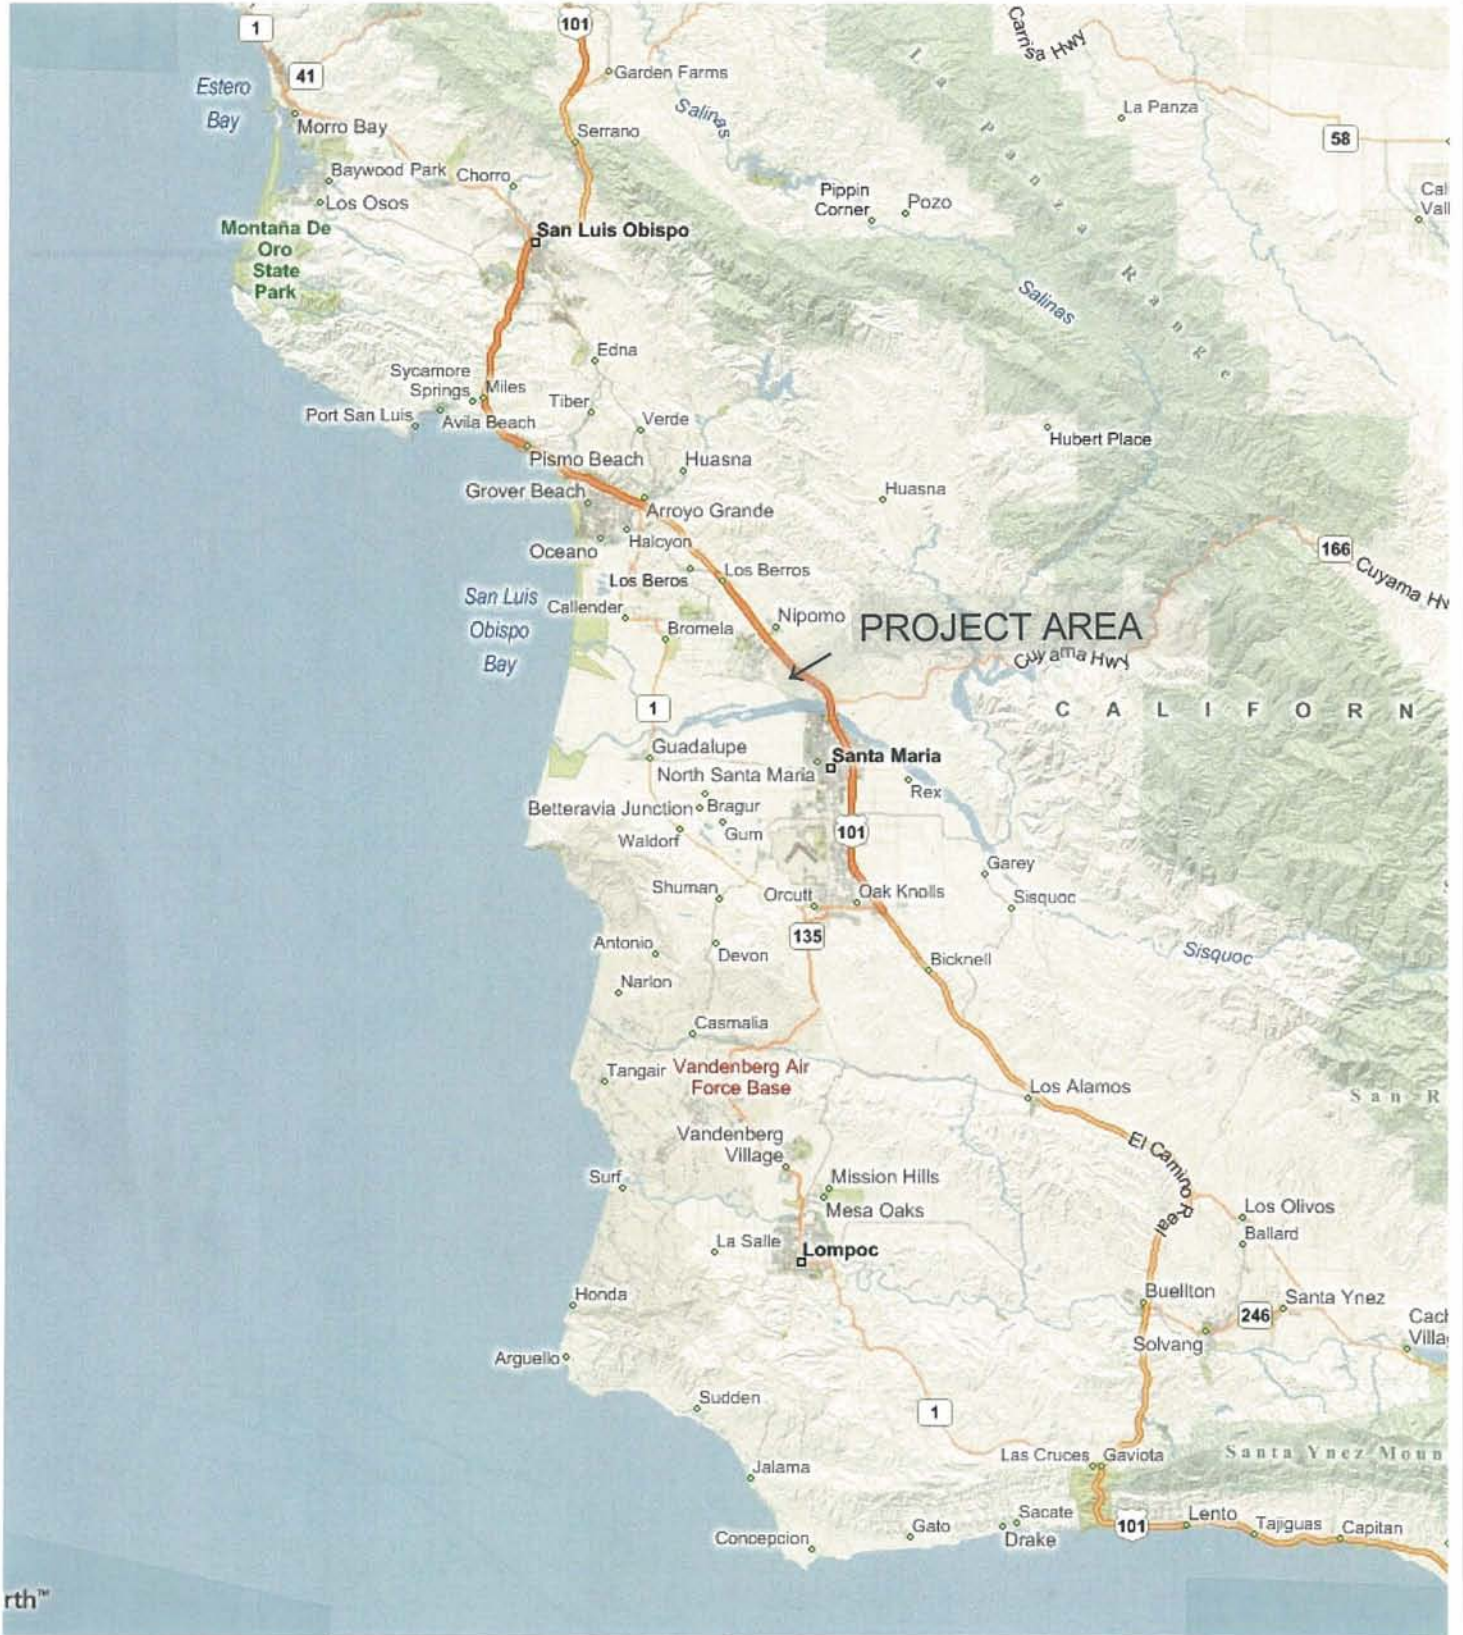 1
101
Carrisa Hwy
41
Garden Farms
Estero
Bay
Salinas
La Panza
Morro Bay
Serrano
58
La Panza Range
Baywood Park
Chorro
Los Osos
Pippin
Corner
Pozo
Cal
Vall
Montaña De
Oro
State
Park
San Luis Obispo
Salinas
Edna
Sycamore
Springs
Miles
Tiber
Port San Luis
Avila Beach
Verde
Hubert Place
Pismo Beach
Huasna
Grover Beach
Huasna
Arroyo Grande
Halcyon
Oceano
166
Cuyama Hw
Los Beros
Los Berros
San Luis
Obispo
Bay
Callender
Nipomo
Bromela
PROJECT AREA
Cuyama Hwy
1
CALIFORN
Guadalupe
Santa Maria
North Santa Maria
Rex
Betteravia Junction
Bragur
Waldorf
Gum
101
Garey
Shuman
Orcutt
Oak Knolls
Sisquoc
135
Antonio
Devon
Bicknell
Sisquoc
Narlon
Casmalia
Tangair
Vandenberg Air
Force Base
Los Alamos
San R
Vandenberg
Village
El Camino Real
Surf
Mission Hills
Mesa Oaks
Los Olivos
Ballard
La Salle
Lompoc
Honda
Buellton
Santa Ynez
246
Solvang
Cach
Villa
Arguello
Sudden
1
Las Cruces
Gaviota
Santa Ynez Moun
Jalama
Sacate
Gato
Drake
101
Lento
Tajiguas
Capitan
Concepcion
rth™